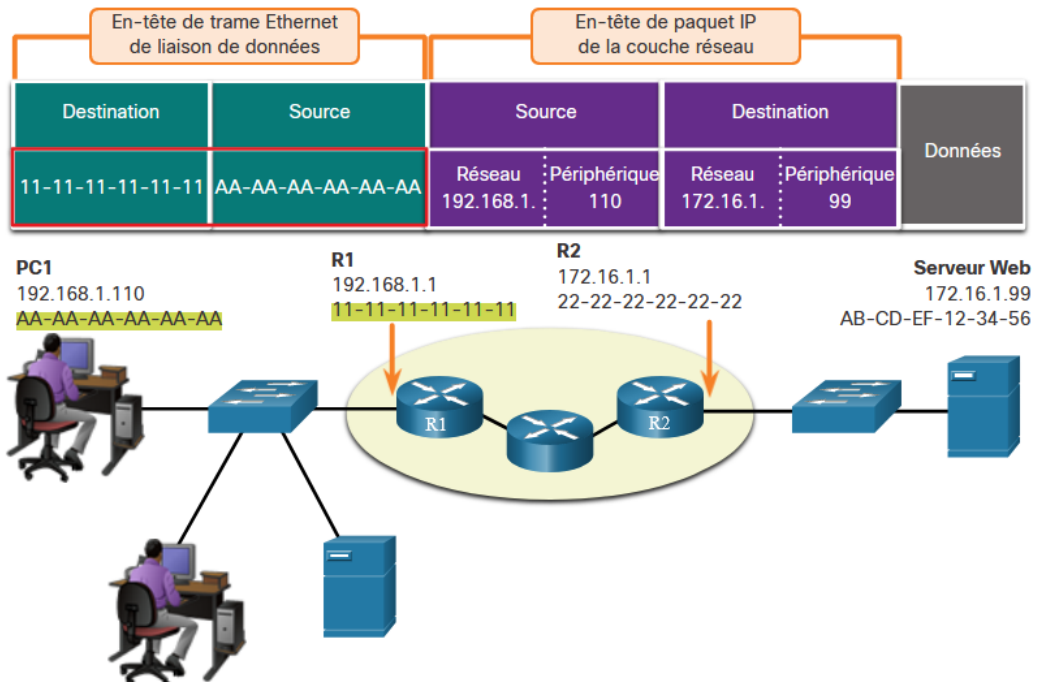 En-tête de trame Ethernet
de liaison de données
En-tête de paquet IP
de la couche réseau
Destination
Source
Source
Destination
Données
11-11-11-11-11-11
AA-AA-AA-AA-AA-AA
Réseau
192.168.1.
Périphérique
110
Réseau
172.16.1.
Périphérique
99
PC1
192.168.1.110
AA-AA-AA-AA-AA-AA
R1
192.168.1.1
11-11-11-11-11-11
R2
172.16.1.1
22-22-22-22-22-22
Serveur Web
172.16.1.99
AB-CD-EF-12-34-56
R1
R2